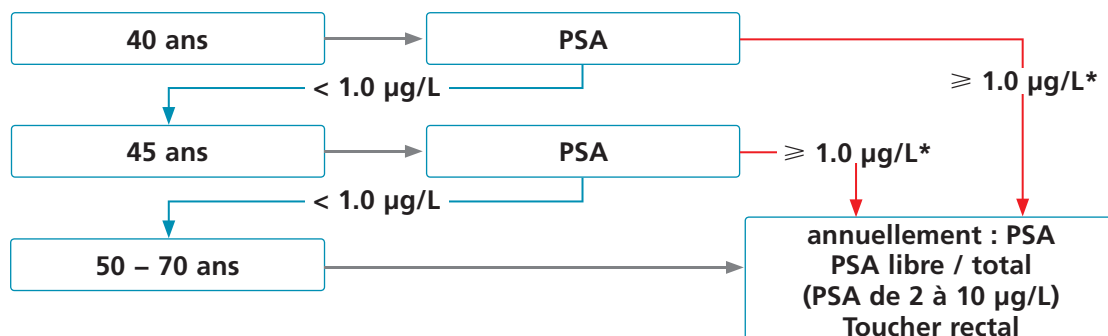 40 ans
PSA
≥ 1.0 µg/L*
< 1.0 µg/L
45 ans
PSA
≥ 1.0 µg/L*
< 1.0 µg/L
50 – 70 ans
annuellement : PSA
PSA libre / total
(PSA de 2 à 10 µg/L)
Toucher rectal